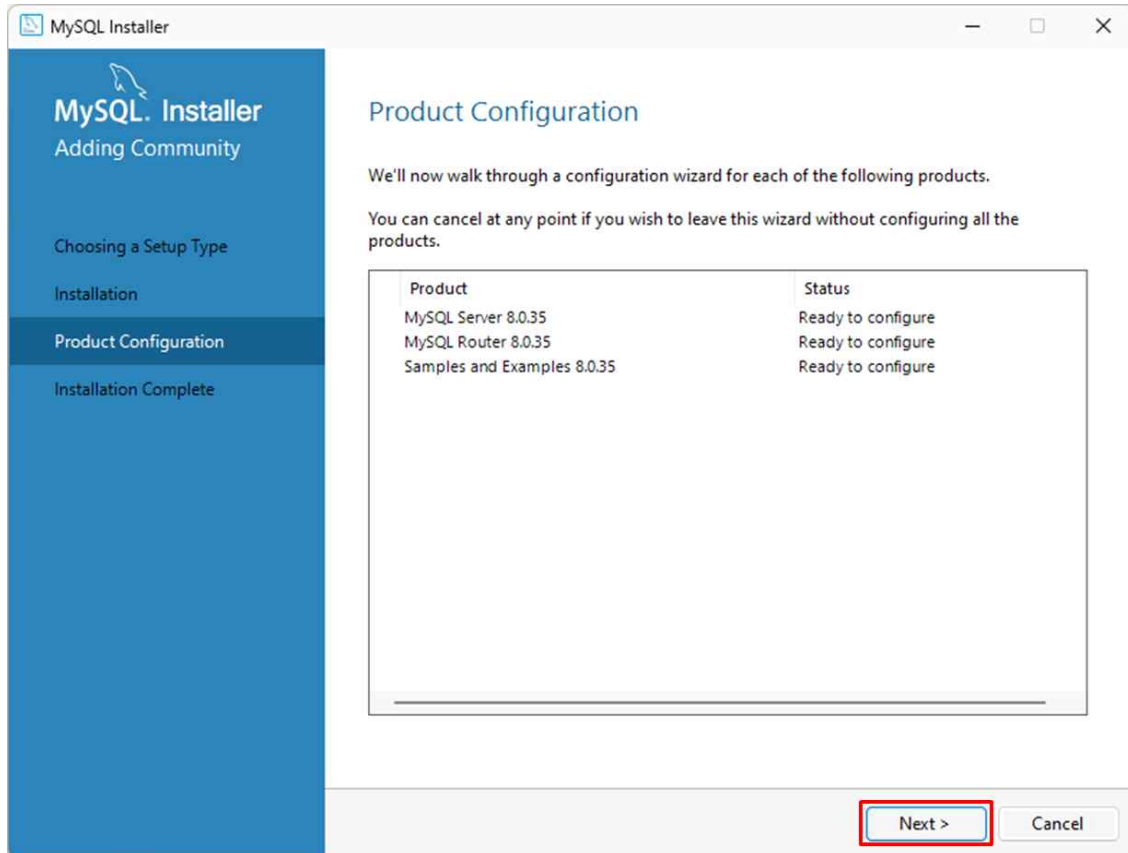 MySQL Installer
MySQL. Installer
Adding Community
Choosing a Setup Type
Installation
Product Configuration
Installation Complete
Product Configuration
We'll now walk through a configuration wizard for each of the following products.
You can cancel at any point if you wish to leave this wizard without configuring all the
products.
Product Status
MySQL Server 8.0.35 Ready to configure
MySQL Router 8.0.35 Ready to configure
Samples and Examples 8.0.35 Ready to configure
Next > Cancel